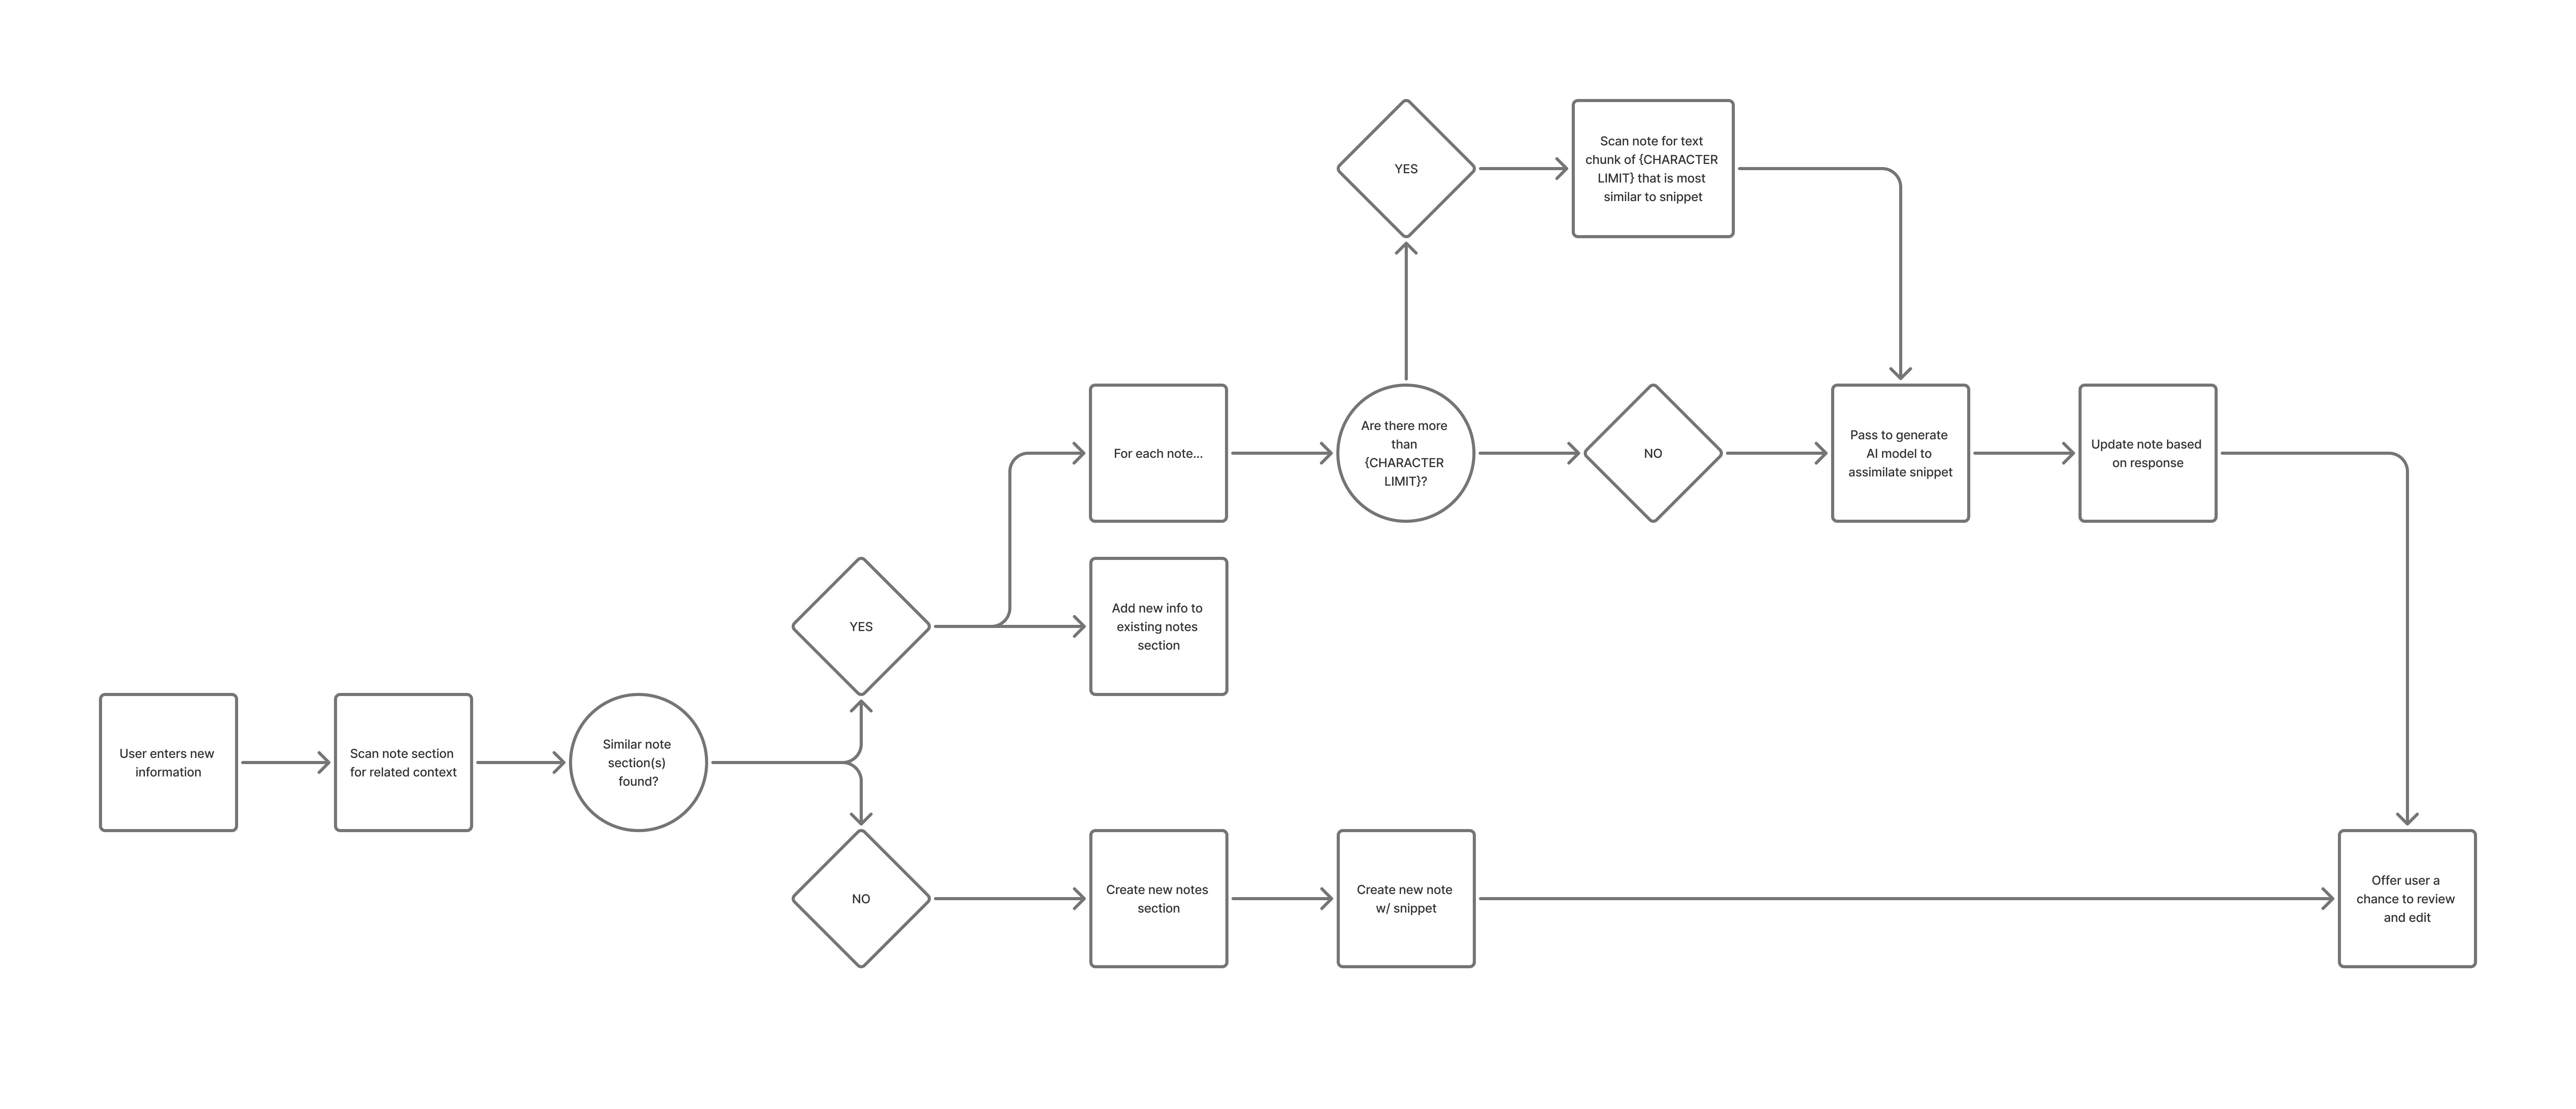 YES
Scan note for text
chunk of {CHARACTER
LIMIT} that is most
similar to snippet
For each note...
Are there more
than
{CHARACTER
LIMIT}?
NO
Pass to generate
AI model to
assimilate snippet
Update note based
on response
YES
Add new info to
existing notes
section
User enters new
information
Scan note section
for related context
Similar note
section(s)
found?
NO
Create new notes
section
Create new note
w/ snippet
Offer user a
chance to review
and edit